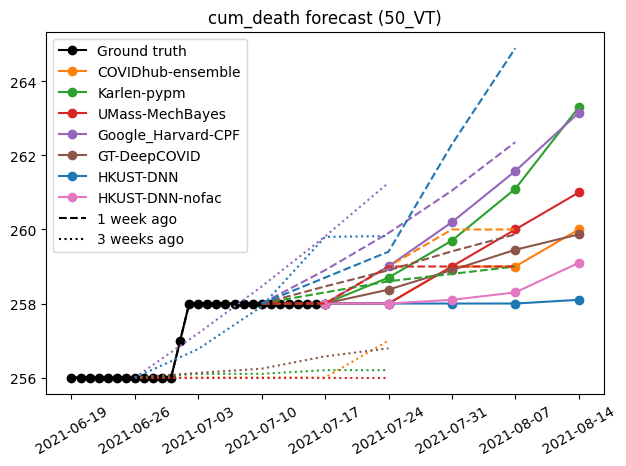 cum_death forecast (50_VT)
Ground truth
COVIDhub-ensemble
Karlen-pypm
UMass-MechBayes
Google_Harvard-CPF
GT-DeepCOVID
HKUST-DNN
HKUST-DNN-nofac
1 week ago
3 weeks ago
264
262
260
258
256
2021-06-19
2021-06-26
2021-07-03
2021-07-10
2021-07-17
2021-07-24
2021-07-31
2021-08-07
2021-08-14